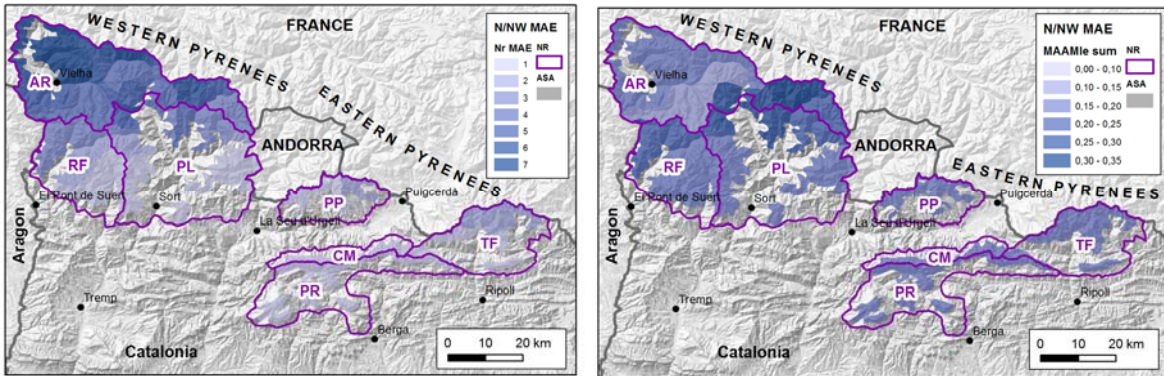 FRANCE
WESTERN PYRENEES
EASTERN PYRENEES
N/NW MAE
Nr MAE
NR
1
ASA
2
3
4
5
6
7
AR
Vielha
ANDORRA
RF
PL
El Pont de Suert
Sort
PP
Puigcerdà
La Seu d'Urgell
TF
CM
Aragon
PR
Ripoll
Tremp
Berga
Catalonia
0 10 20 km
FRANCE
WESTERN PYRENEES
EASTERN PYRENEES
N/NW MAE
MAAMIe sum
NR
0,00 - 0,10
ASA
0,10 - 0,15
0,15 - 0,20
0,20 - 0,25
0,25 - 0,30
0,30 - 0,35
AR
Vielha
ANDORRA
RF
PL
El Pont de Suert
Sort
PP
Puigcerdà
La Seu d'Urgell
TF
CM
Aragon
PR
Ripoll
Tremp
Berga
Catalonia
0 10 20 km